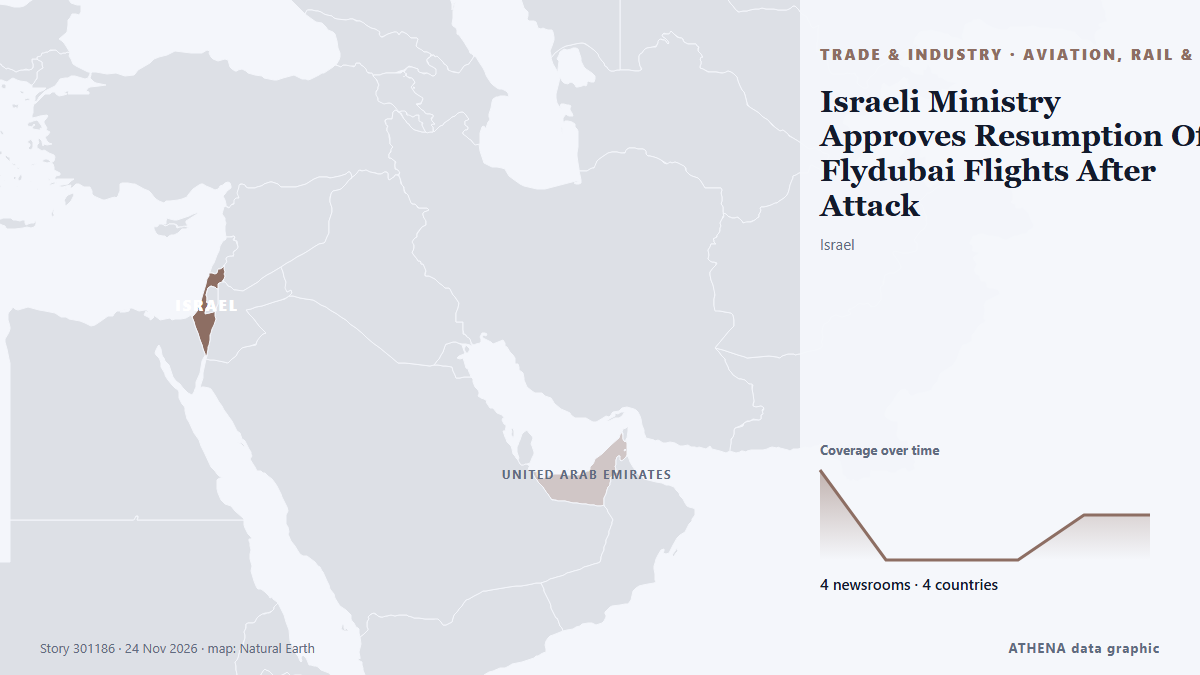 TRADE & INDUSTRY · AVIATION, RAIL &
Israeli Ministry
Approves Resumption Of
Flydubai Flights After
Attack
Israel
ISRAEL
UNITED ARAB EMIRATES
Coverage over time
4 newsrooms · 4 countries
Story 301186 · 24 Nov 2026 · map: Natural Earth
ATHENA data graphic